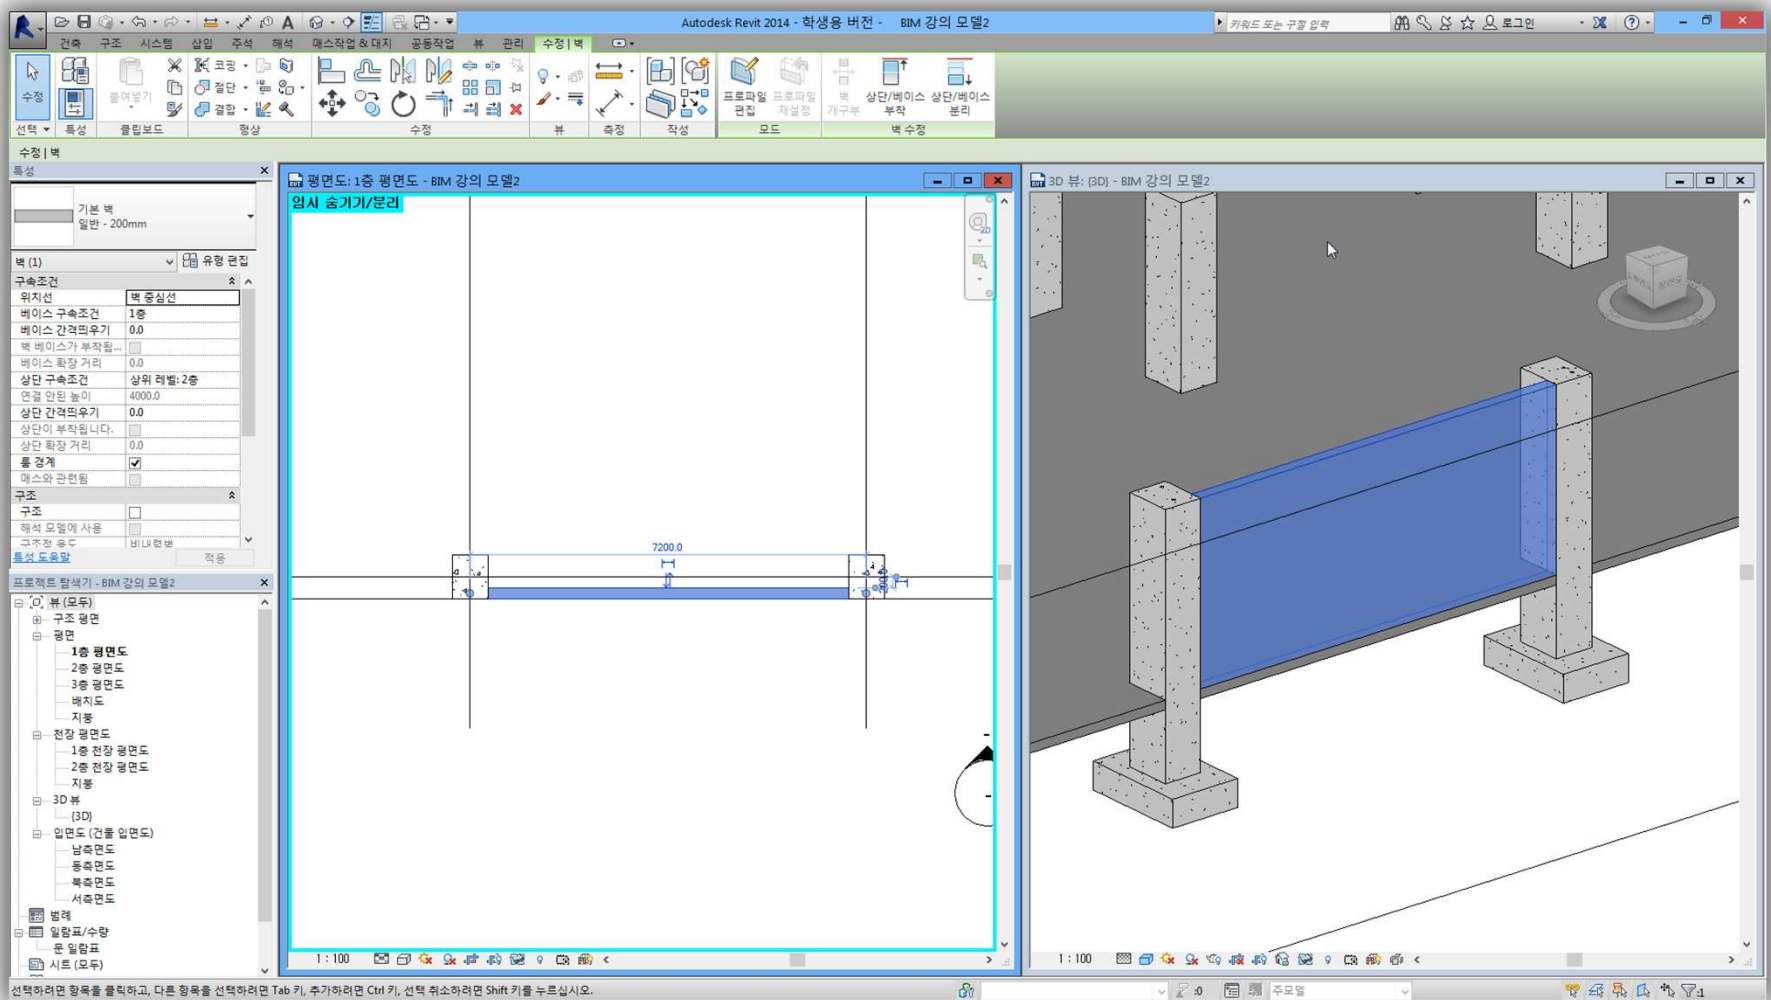 Autodesk Revit 2014 - 학생용 버전 - BIM 강의 모델2
키워드 또는 구절 입력
로그인
건축 구조 시스템 삽입 주석 해석 매스작업 & 대지 공동작업 뷰 관리 수정 | 벽
수정
붙여넣기
코핑
절단
결합
프로파일 편집
프로파일 재설정
벽 개구부
상단/베이스 부착
상단/베이스 분리
선택 특성 클립보드 형상 수정 뷰 측정 작성 모드 벽 수정
수정 | 벽
특성
기본 벽
일반 - 200mm
벽 (1) 유형 편집
구속조건
위치선 벽 중심선
베이스 구속조건 1층
베이스 간격띄우기 0.0
벽 베이스가 부착됩...
베이스 확장 거리 0.0
상단 구속조건 상위 레벨: 2층
연결 안된 높이 4000.0
상단 간격띄우기 0.0
상단이 부착됩니다.
상단 확장 거리 0.0
룸 경계
매스와 관련됨
구조
구조
해석 모델에 사용
구조적 용도 비내력벽
특성 도움말 적용
프로젝트 탐색기 - BIM 강의 모델2
뷰 (모두)
구조 평면
평면
1층 평면도
2층 평면도
3층 평면도
배치도
지붕
천장 평면도
1층 천장 평면도
2층 천장 평면도
지붕
3D 뷰
{3D}
입면도 (건물 입면도)
남측면도
동측면도
북측면도
서측면도
범례
일람표/수량
문 일람표
시트 (모두)
평면도: 1층 평면도 - BIM 강의 모델2
임시 숨기기/분리
2D
7200.0
1 : 100
3D 뷰: {3D} - BIM 강의 모델2
1 : 100
선택하려면 항목을 클릭하고, 다른 항목을 선택하려면 Tab 키, 추가하려면 Ctrl 키, 선택 취소하려면 Shift 키를 누르십시오.
:0
주모델
:1